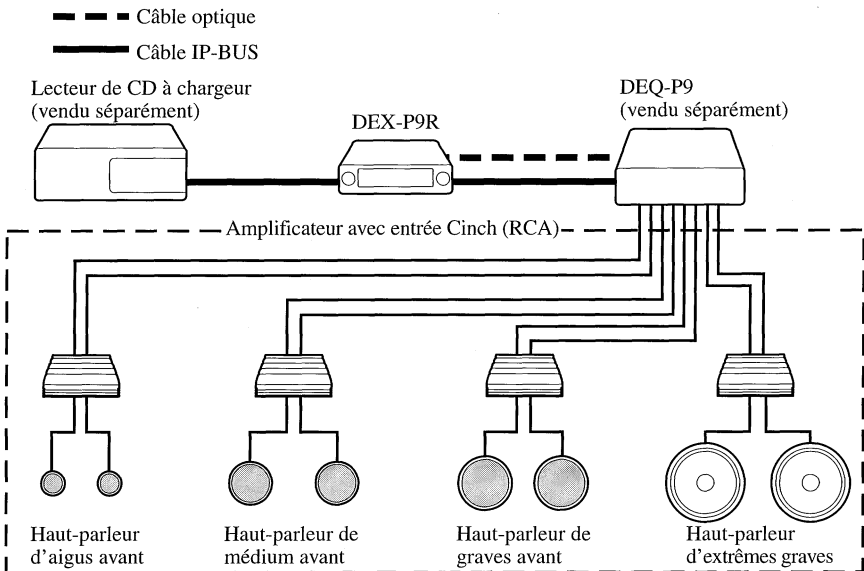 Câble optique
Câble IP-BUS
Lecteur de CD à chargeur
(vendu séparément)
DEX-P9R
DEQ-P9
(vendu séparément)
Amplificateur avec entrée Cinch (RCA)
Haut-parleur
d'aigus avant
Haut-parleur de
médium avant
Haut-parleur de
graves avant
Haut-parleur
d'extrêmes graves